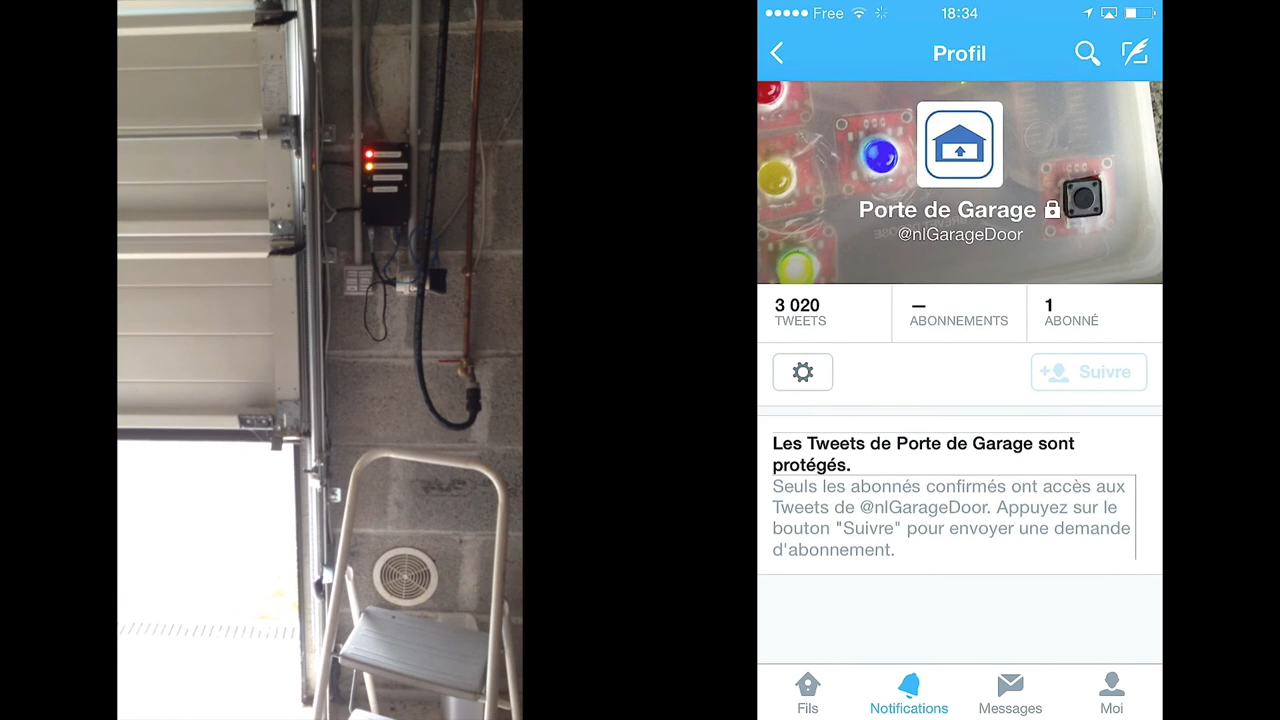 Free
18:34
Profil
Porte de Garage
@nlGarageDoor
3 020
—
1
TWEETS
ABONNEMENTS
ABONNÉ
Suivre
Les Tweets de Porte de Garage sont
protégés.
Seuls les abonnés confirmés ont accès aux
Tweets de @nlGarageDoor. Appuyez sur le
bouton "Suivre" pour envoyer une demande
d'abonnement.
Fils
Notifications
Messages
Moi